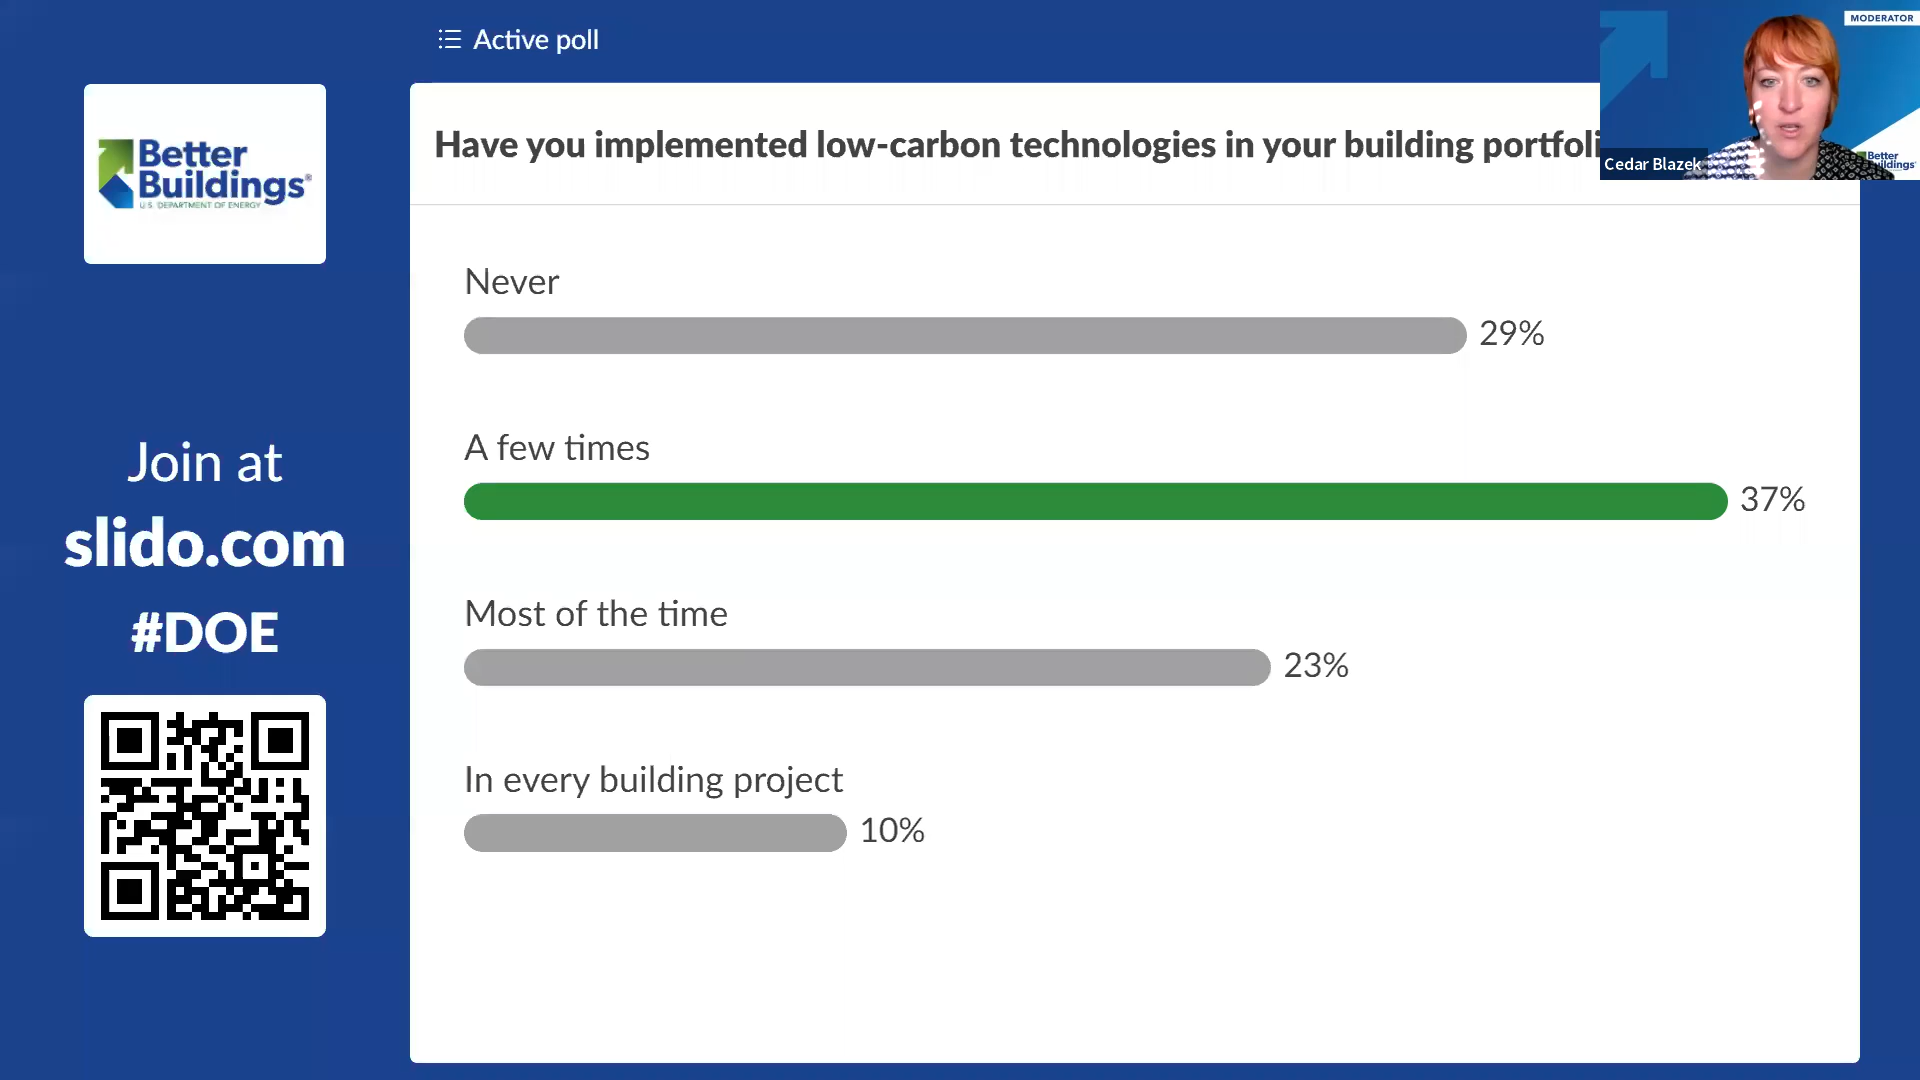 Active poll
MODERATOR
Better
Buildings®
U.S. DEPARTMENT OF ENERGY
Have you implemented low-carbon technologies in your building portfoli
Cedar Blazek
Better
ildings
Never
29%
A few times
37%
Join at
slido.com
#DOE
Most of the time
23%
In every building project
10%